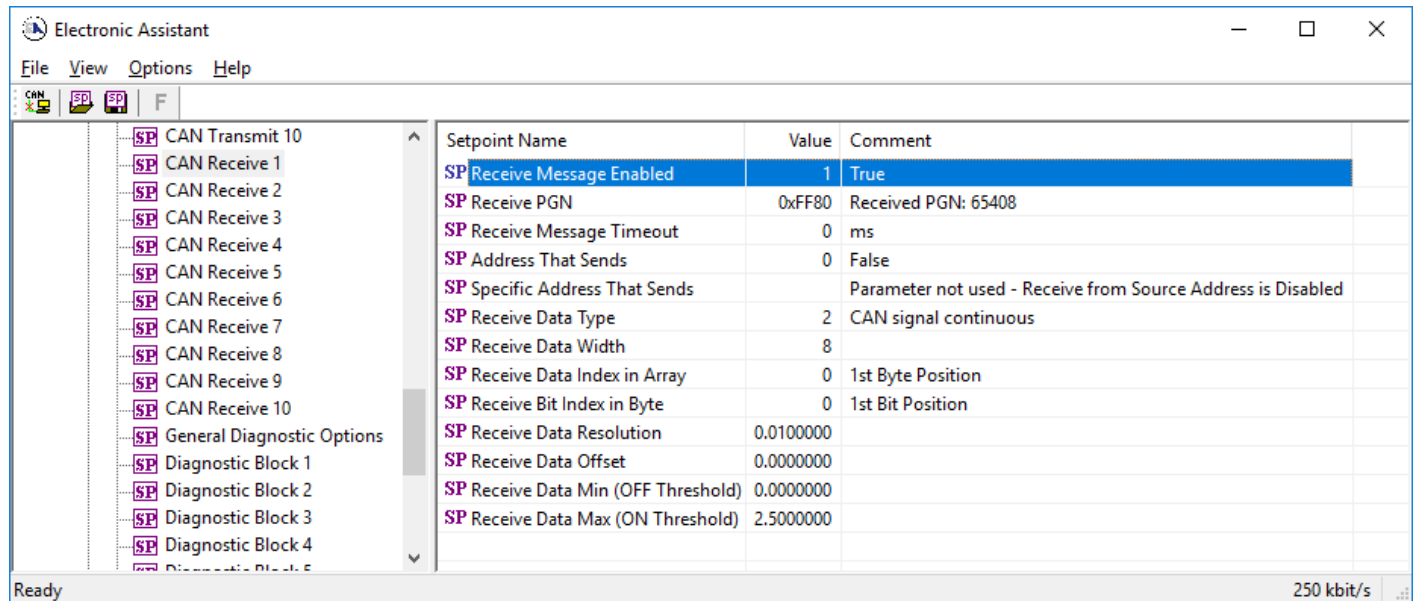 Electronic Assistant
File View Options Help
CAN SP SP F
SP CAN Transmit 10
SP CAN Receive 1
SP CAN Receive 2
SP CAN Receive 3
SP CAN Receive 4
SP CAN Receive 5
SP CAN Receive 6
SP CAN Receive 7
SP CAN Receive 8
SP CAN Receive 9
SP CAN Receive 10
SP General Diagnostic Options
SP Diagnostic Block 1
SP Diagnostic Block 2
SP Diagnostic Block 3
SP Diagnostic Block 4
SP Diagnostic Block 5
Setpoint Name Value Comment
SP Receive Message Enabled 1 True
SP Receive PGN 0xFF80 Received PGN: 65408
SP Receive Message Timeout 0 ms
SP Address That Sends 0 False
SP Specific Address That Sends Parameter not used - Receive from Source Address is Disabled
SP Receive Data Type 2 CAN signal continuous
SP Receive Data Width 8
SP Receive Data Index in Array 0 1st Byte Position
SP Receive Bit Index in Byte 0 1st Bit Position
SP Receive Data Resolution 0.0100000
SP Receive Data Offset 0.0000000
SP Receive Data Min (OFF Threshold) 0.0000000
SP Receive Data Max (ON Threshold) 2.5000000
Ready 250 kbit/s